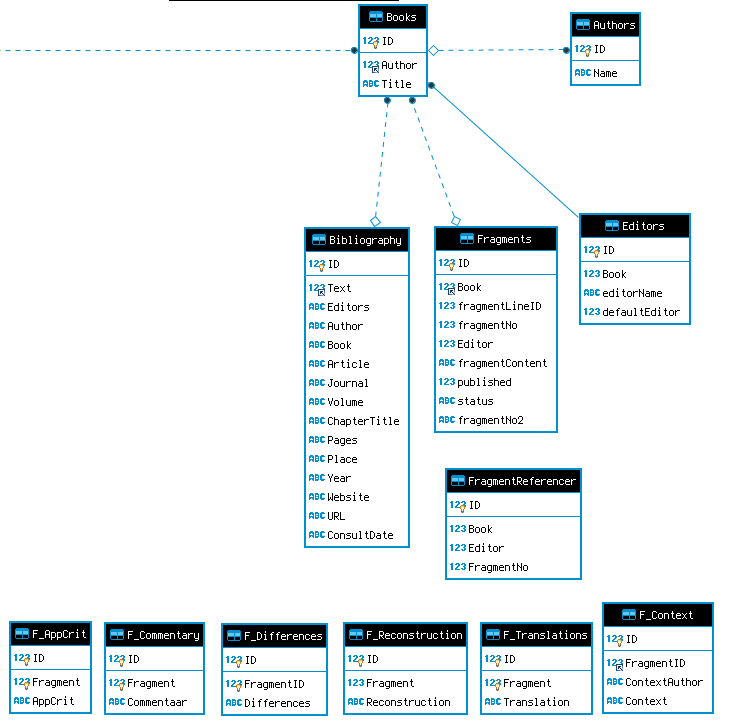 Books
123 ID
123 Author
ABC Title
Authors
123 ID
ABC Name
Bibliography
123 ID
123 Text
ABC Editors
ABC Author
ABC Book
ABC Article
ABC Journal
ABC Volume
ABC ChapterTitle
ABC Pages
ABC Place
ABC Year
ABC Website
ABC URL
ABC ConsultDate
Fragments
123 ID
123 Book
123 fragmentLineID
123 fragmentNo
123 Editor
ABC fragmentContent
123 published
ABC status
ABC fragmentNo2
Editors
123 ID
123 Book
ABC editorName
123 defaultEditor
FragmentReferencer
123 ID
123 Book
123 Editor
123 FragmentNo
F_AppCrit
123 ID
123 Fragment
ABC AppCrit
F_Commentary
123 ID
123 Fragment
ABC Commentaar
F_Differences
123 ID
123 FragmentID
ABC Differences
F_Reconstruction
123 ID
123 Fragment
ABC Reconstruction
F_Translations
123 ID
123 Fragment
ABC Translation
F_Context
123 ID
123 FragmentID
ABC ContextAuthor
ABC Context